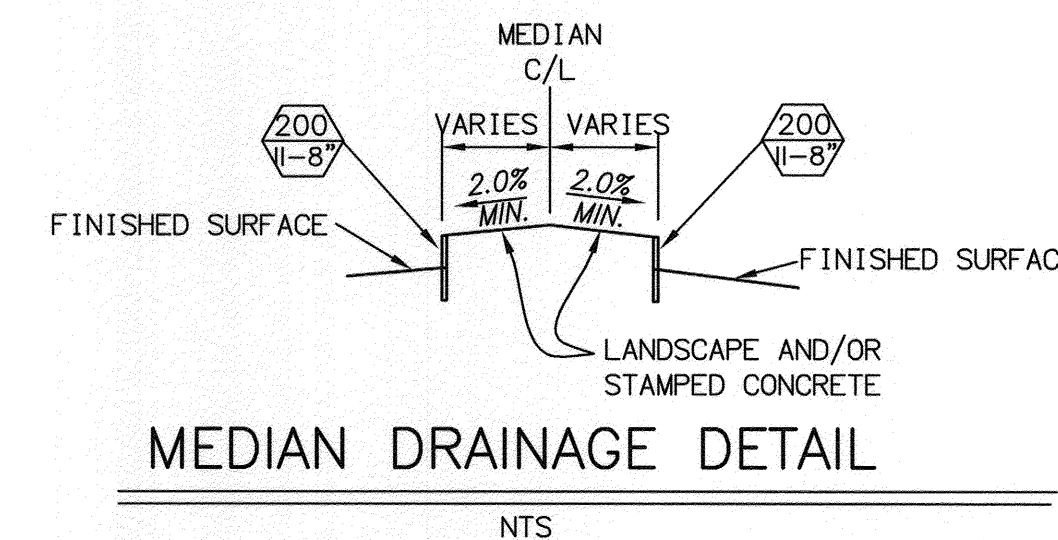 MEDIAN
C/L
VARIES VARIES
200
II-8"
200
II-8"
2.0%
MIN.
2.0%
MIN.
FINISHED SURFACE
FINISHED SURFAC
LANDSCAPE AND/OR
STAMPED CONCRETE
MEDIAN DRAINAGE DETAIL
NTS